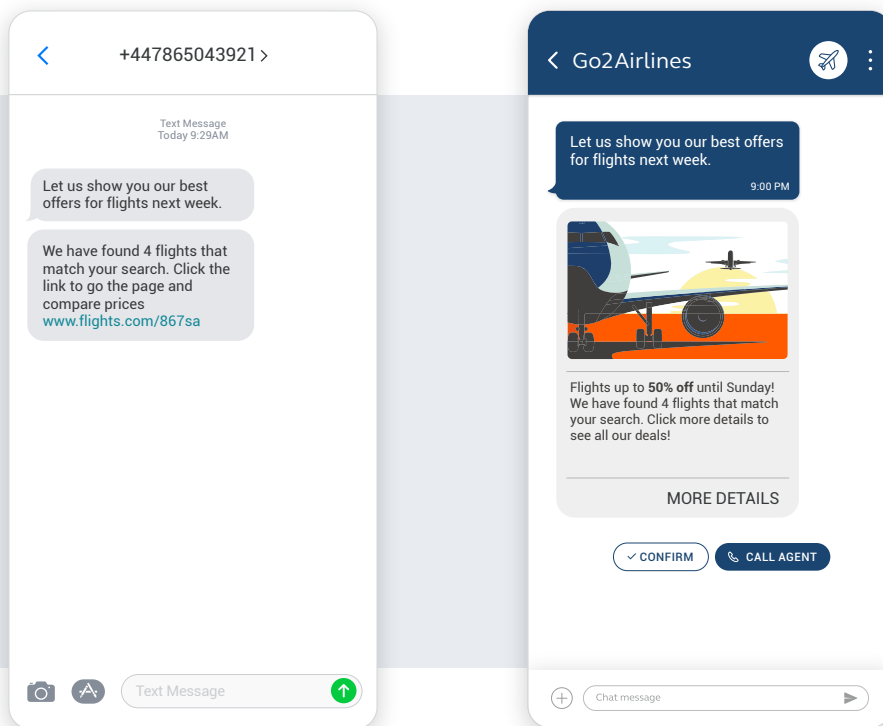 +447865043921
Text Message
Today 9:29AM
Let us show you our best
offers for flights next week.
We have found 4 flights that
match your search. Click the
link to go the page and
compare prices
www.flights.com/867sa
Text Message
Go2Airlines
Let us show you our best offers
for flights next week.
9:00 PM
Flights up to 50% off until Sunday!
We have found 4 flights that match
your search. Click more details to
see all our deals!
MORE DETAILS
CONFIRM
CALL AGENT
Chat message